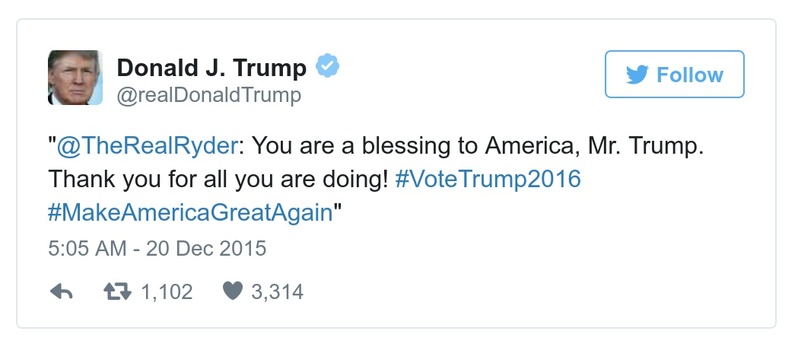 Donald J. Trump
@realDonaldTrump
Follow
"@TheRealRyder: You are a blessing to America, Mr. Trump.
Thank you for all you are doing! #VoteTrump2016
#MakeAmericaGreatAgain"
5:05 AM - 20 Dec 2015
1,102 3,314